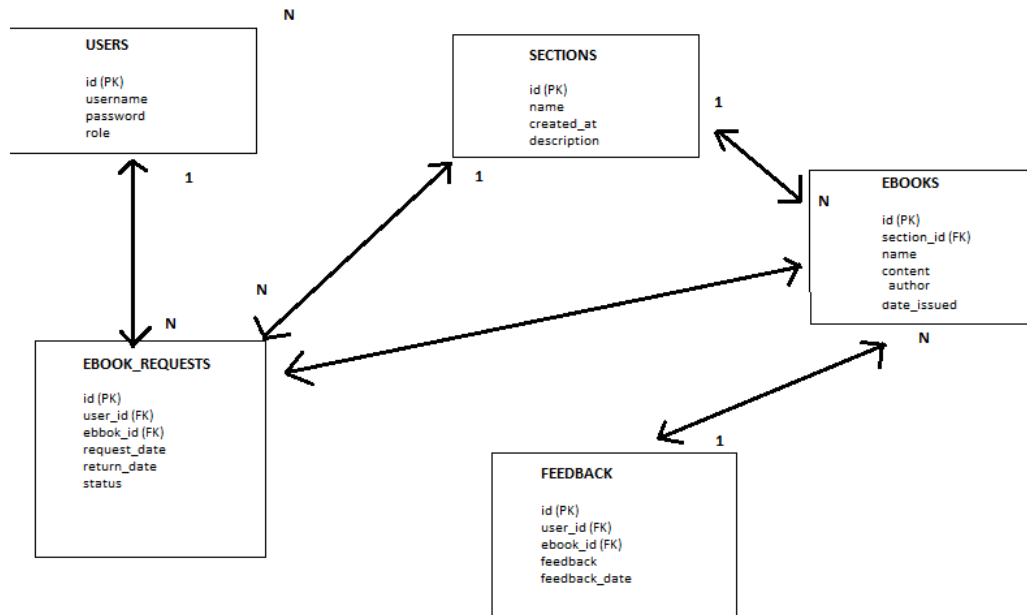 N
USERS
id (PK)
username
password
role
1
SECTIONS
id (PK)
name
created_at
description
1
1
EBOOKS
id (PK)
section_id (FK)
name
content
author
date_issued
N
N
N
N
EBOOK_REQUESTS
id (PK)
user_id (FK)
ebbok_id (FK)
request_date
return_date
status
1
FEEDBACK
id (PK)
user_id (FK)
ebook_id (FK)
feedback
feedback_date